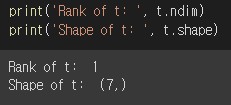 print('Rank of t: ', t.ndim)
print('Shape of t: ', t.shape)
Rank of t:  1
Shape of t:  (7,)